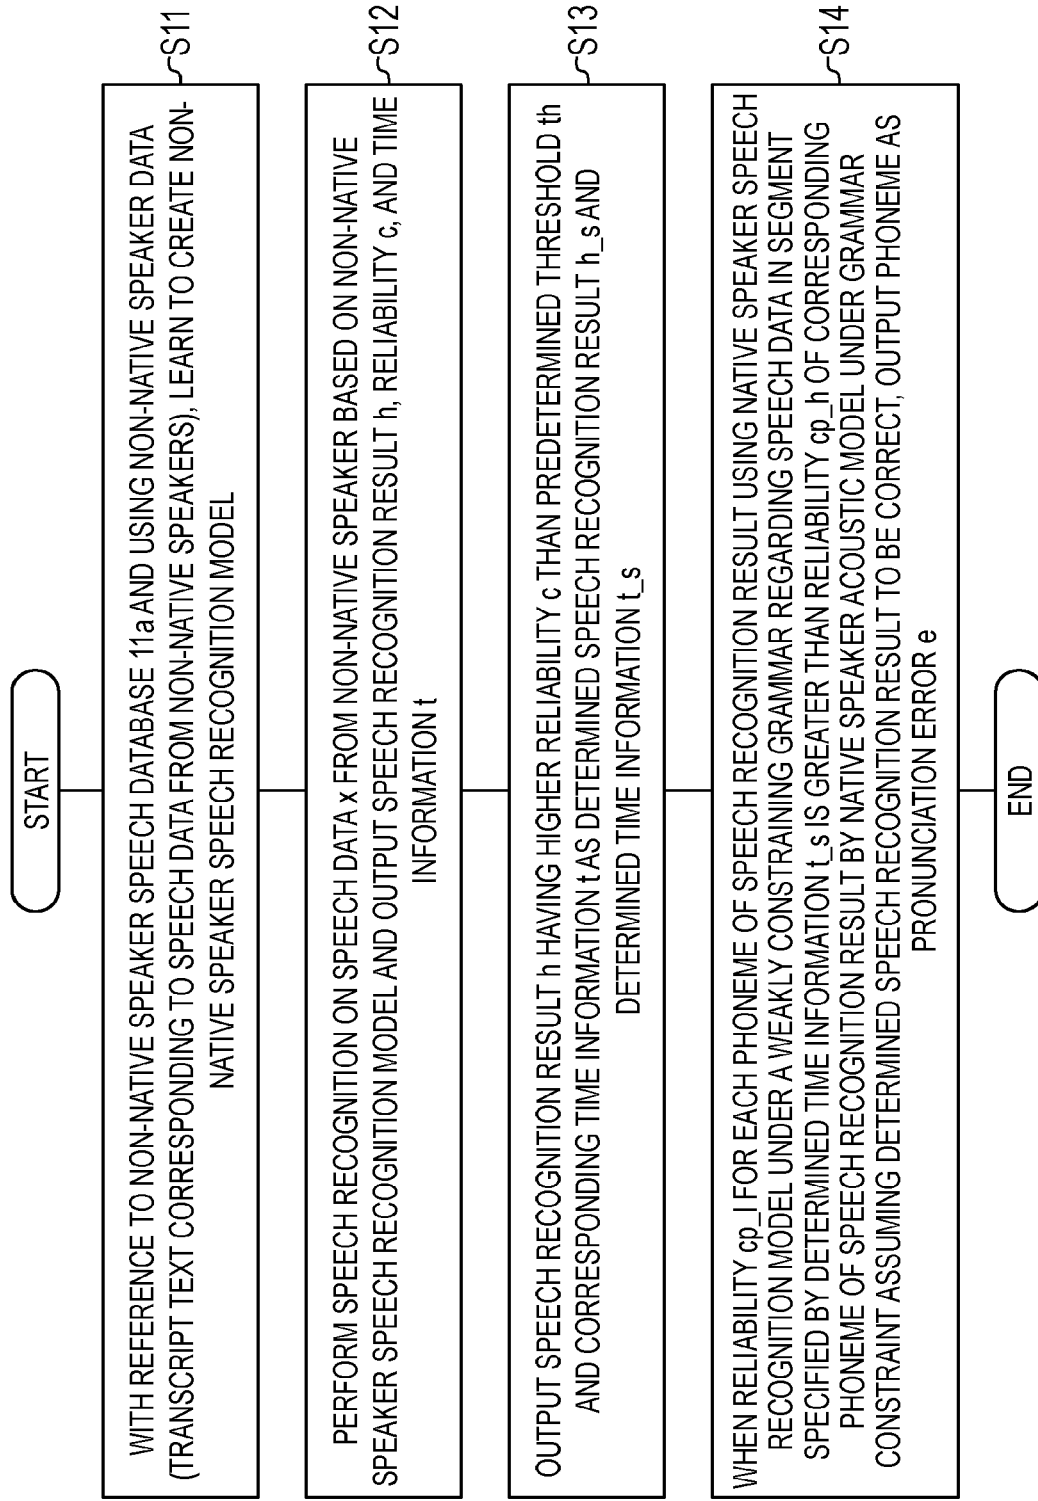 START
WITH REFERENCE TO NON-NATIVE SPEAKER SPEECH DATABASE 11a AND USING NON-NATIVE SPEAKER DATA
(TRANSCRIPT TEXT CORRESPONDING TO SPEECH DATA FROM NON-NATIVE SPEAKERS), LEARN TO CREATE NON-
NATIVE SPEAKER SPEECH RECOGNITION MODEL
S11
PERFORM SPEECH RECOGNITION ON SPEECH DATA x FROM NON-NATIVE SPEAKER BASED ON NON-NATIVE
SPEAKER SPEECH RECOGNITION MODEL AND OUTPUT SPEECH RECOGNITION RESULT h, RELIABILITY c, AND TIME
INFORMATION t
S12
OUTPUT SPEECH RECOGNITION RESULT h HAVING HIGHER RELIABILITY c THAN PREDETERMINED THRESHOLD th
AND CORRESPONDING TIME INFORMATION t AS DETERMINED SPEECH RECOGNITION RESULT h_s AND
DETERMINED TIME INFORMATION t_s
S13
WHEN RELIABILITY cp_l FOR EACH PHONEME OF SPEECH RECOGNITION RESULT USING NATIVE SPEAKER SPEECH
RECOGNITION MODEL UNDER A WEAKLY CONSTRAINING GRAMMAR REGARDING SPEECH DATA IN SEGMENT
SPECIFIED BY DETERMINED TIME INFORMATION t_s IS GREATER THAN RELIABILITY cp_h OF CORRESPONDING
PHONEME OF SPEECH RECOGNITION RESULT BY NATIVE SPEAKER ACOUSTIC MODEL UNDER GRAMMAR
CONSTRAINT ASSUMING DETERMINED SPEECH RECOGNITION RESULT TO BE CORRECT, OUTPUT PHONEME AS
PRONUNCIATION ERROR e
S14
END